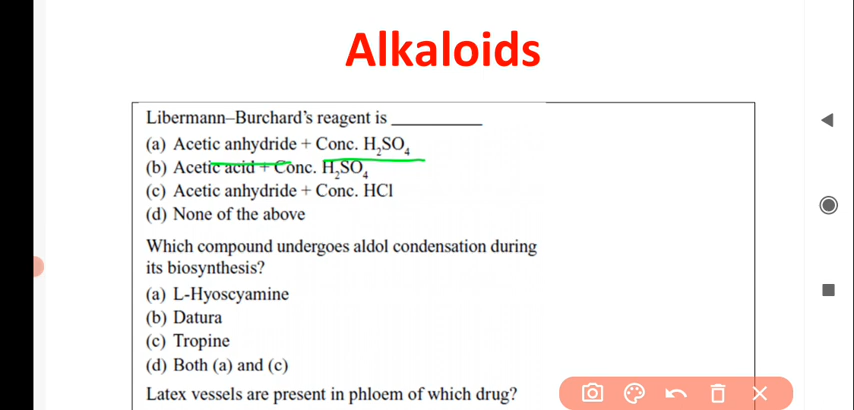 Alkaloids
Libermann–Burchard's reagent is __________
(a) Acetic anhydride + Conc. H₂SO₄
(b) Acetic acid + Conc. H₂SO₄
(c) Acetic anhydride + Conc. HCl
(d) None of the above
Which compound undergoes aldol condensation during
its biosynthesis?
(a) L-Hyoscyamine
(b) Datura
(c) Tropine
(d) Both (a) and (c)
Latex vessels are present in phloem of which drug?